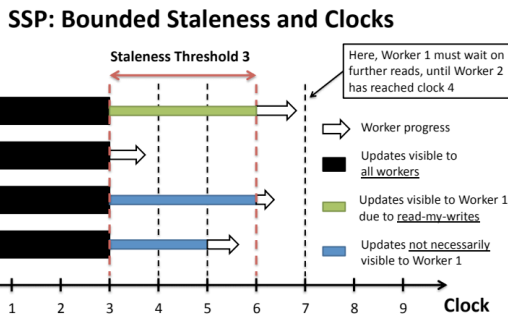 SSP: Bounded Staleness and Clocks
Staleness Threshold 3
Here, Worker 1 must wait on
further reads, until Worker 2
has reached clock 4
Worker progress
Updates visible to
all workers
Updates visible to Worker 1,
due to read-my-writes
Updates not necessarily
visible to Worker 1
1 2 3 4 5 6 7 8 9 Clock